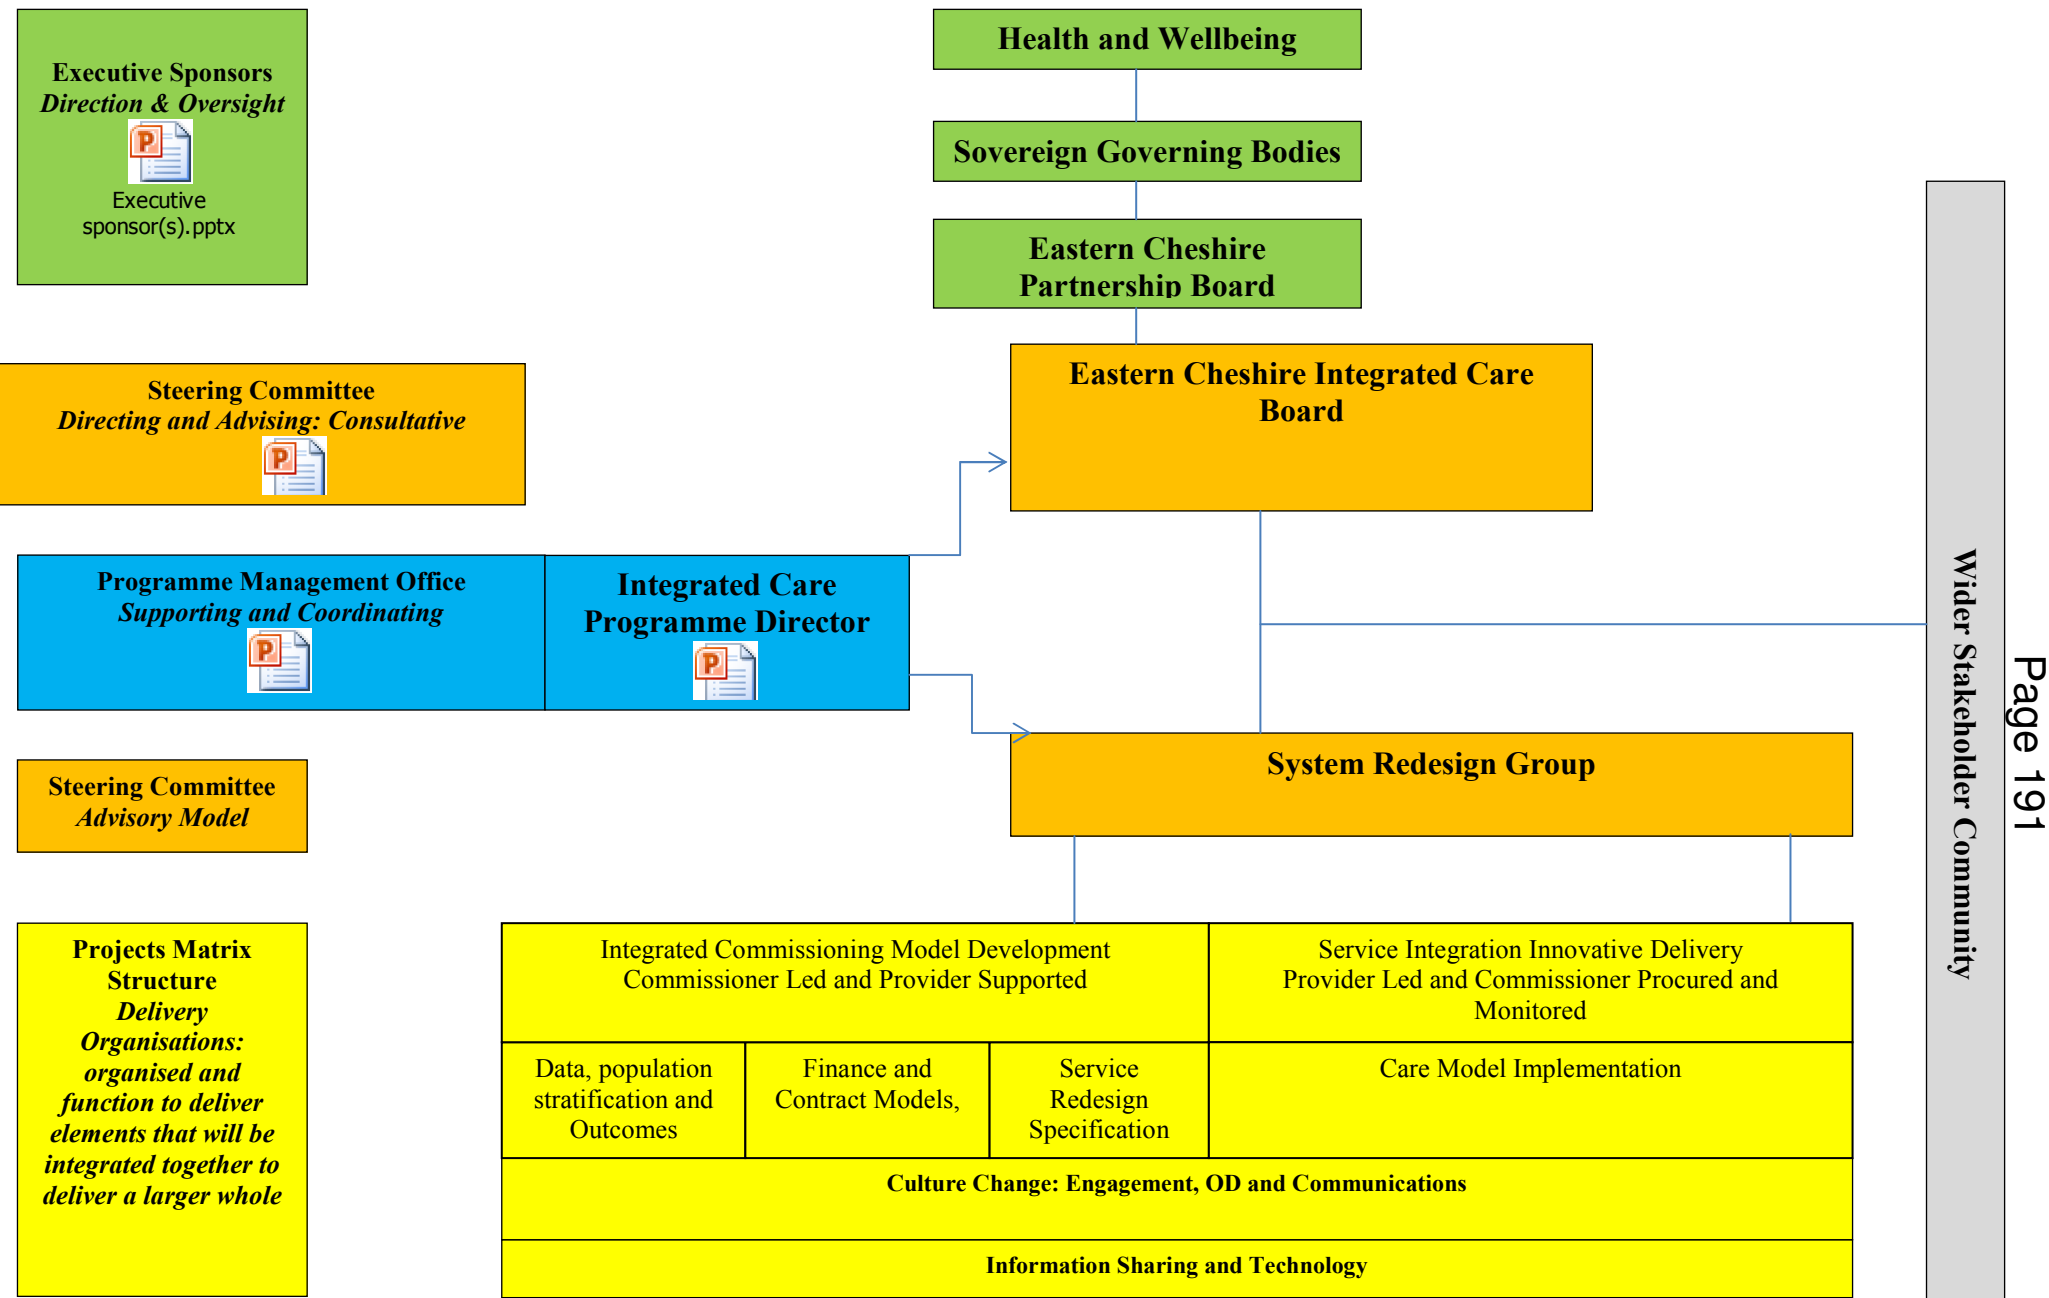 Executive Sponsors
Direction & Oversight
Executive
sponsor(s).pptx
Health and Wellbeing
Sovereign Governing Bodies
Eastern Cheshire
Partnership Board
Steering Committee
Directing and Advising: Consultative
Eastern Cheshire Integrated Care
Board
Programme Management Office
Supporting and Coordinating
Integrated Care
Programme Director
Steering Committee
Advisory Model
System Redesign Group
Wider Stakeholder Community
Page 191
Projects Matrix
Structure
Delivery
Organisations:
organised and
function to deliver
elements that will be
integrated together to
deliver a larger whole
Integrated Commissioning Model Development
Commissioner Led and Provider Supported
Service Integration Innovative Delivery
Provider Led and Commissioner Procured and
Monitored
Data, population
stratification and
Outcomes
Finance and
Contract Models,
Service
Redesign
Specification
Care Model Implementation
Culture Change: Engagement, OD and Communications
Information Sharing and Technology